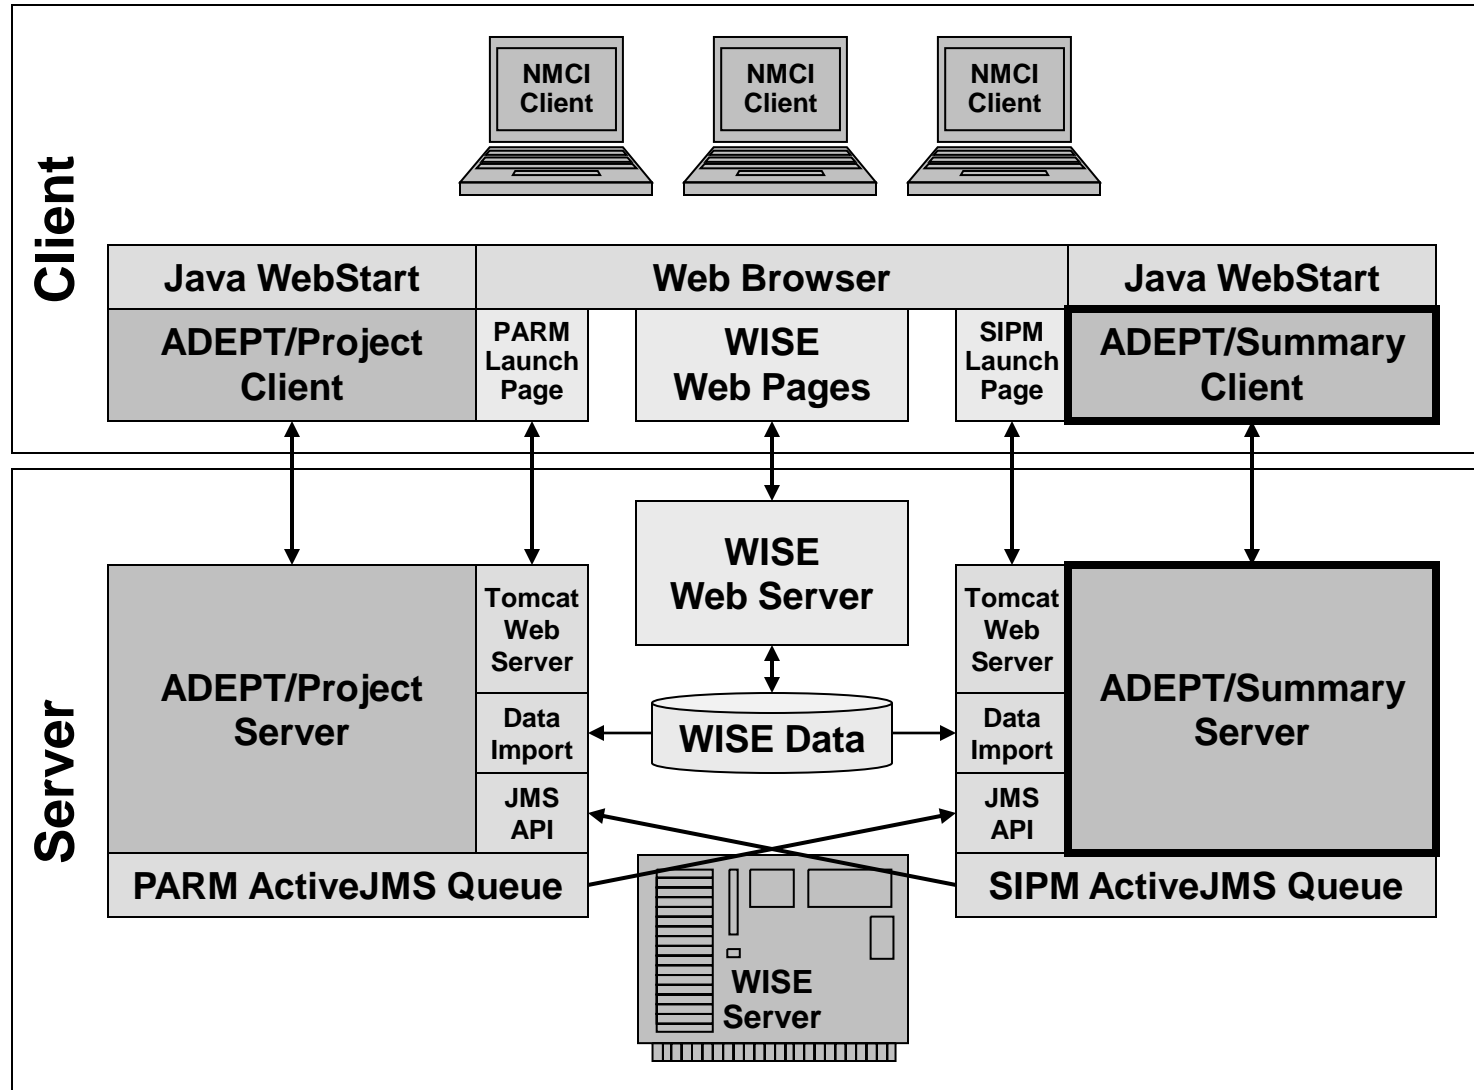 Client
NMCI
Client
NMCI
Client
NMCI
Client
Java WebStart
Web Browser
Java WebStart
ADEPT/Project
Client
PARM
Launch
Page
WISE
Web Pages
SIPM
Launch
Page
ADEPT/Summary
Client
Server
WISE
Web Server
ADEPT/Project
Server
Tomcat
Web
Server
Data
Import
JMS
API
WISE Data
Tomcat
Web
Server
Data
Import
JMS
API
ADEPT/Summary
Server
PARM ActiveJMS Queue
SIPM ActiveJMS Queue
WISE
Server